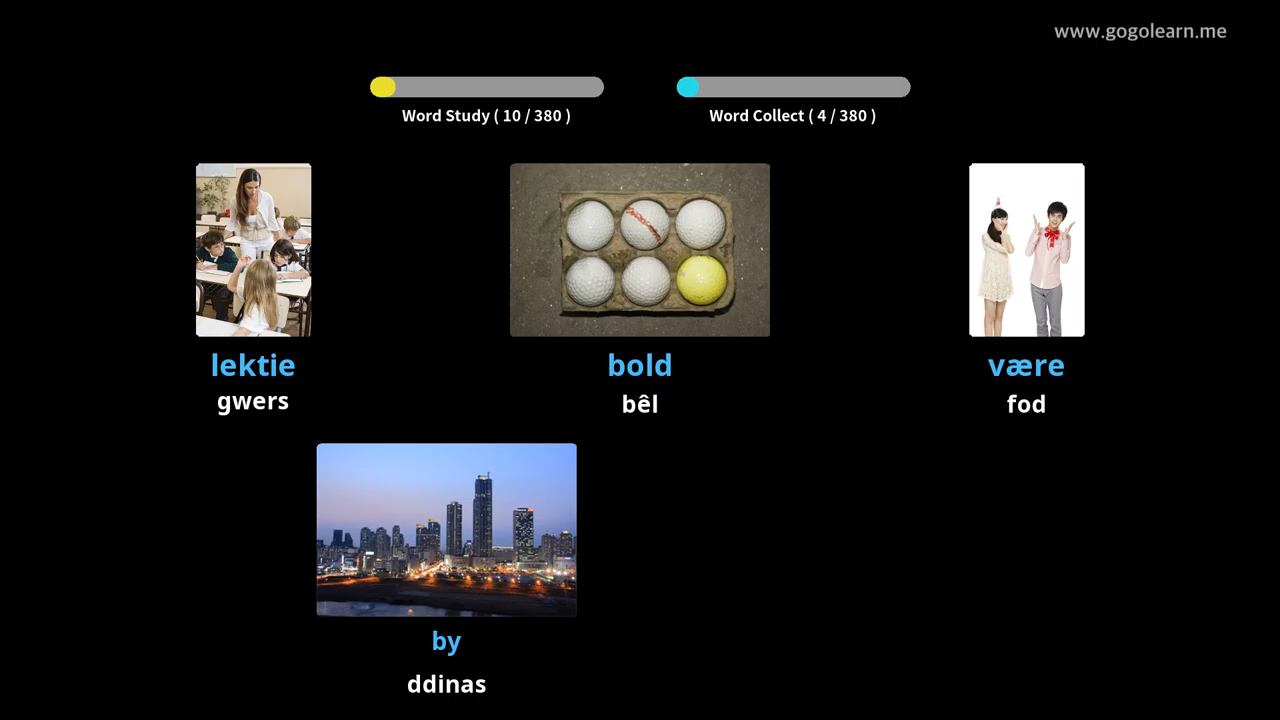 www.gogolearn.me
Word Study ( 10 / 380 )
Word Collect ( 4 / 380 )
lektie
gwers
bold
bêl
være
fod
by
ddinas